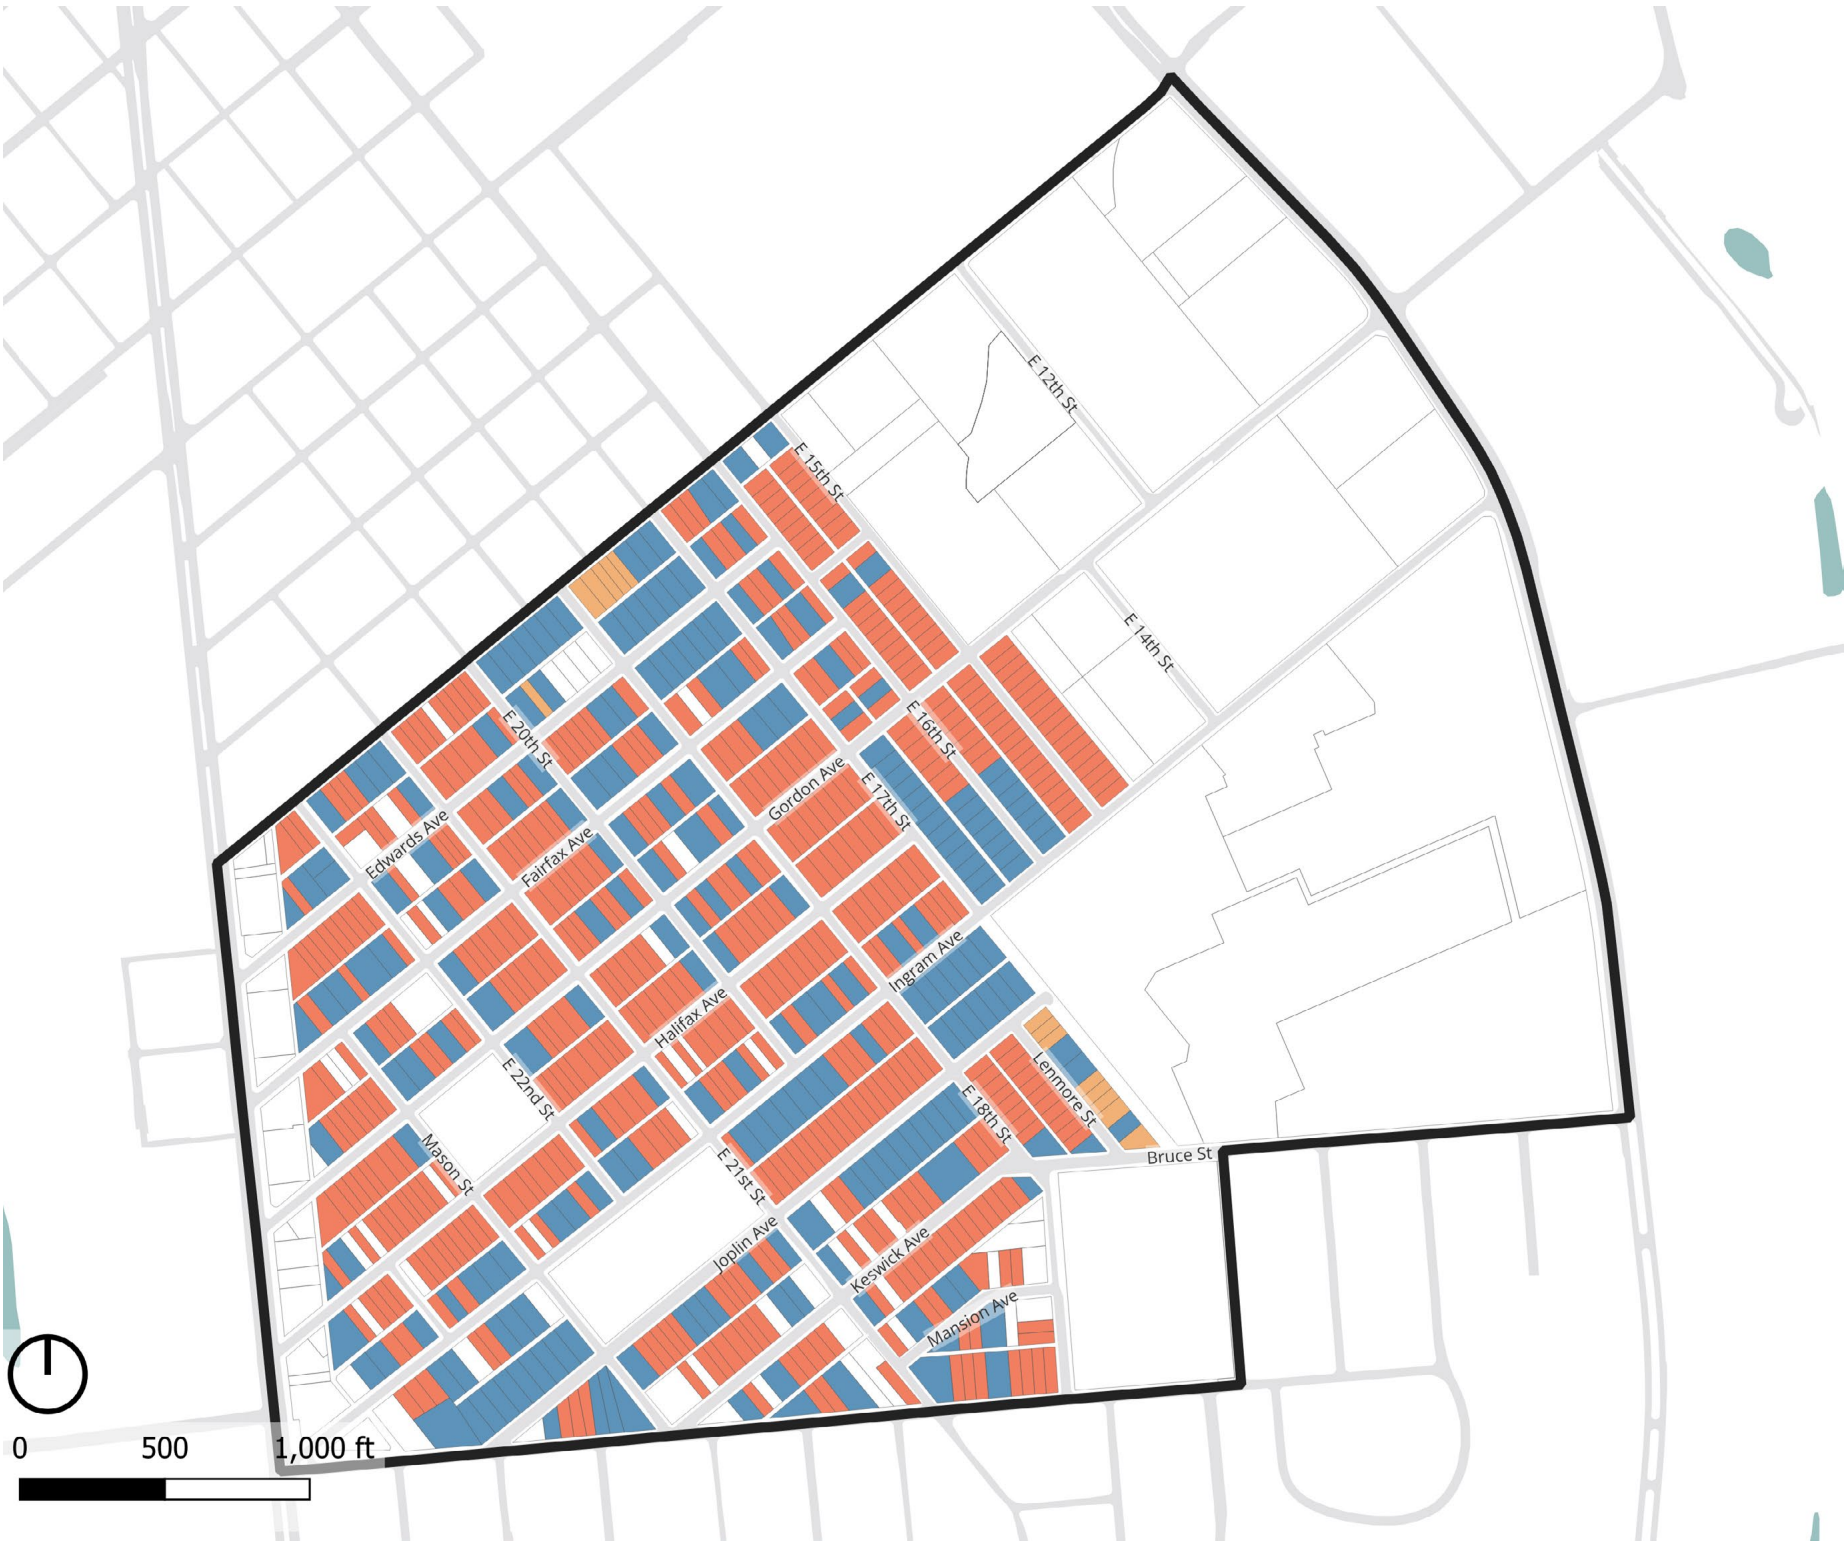 E 12th St
E 15th St
E 14th St
E 16th St
E 20th St
Gordon Ave
E 17th St
Edwards Ave
Fairfax Ave
Ingram Ave
Halifax Ave
E 22nd St
Lenmore St
E 18th St
Mason St
Bruce St
E 21st St
Joplin Ave
Keswick Ave
Mansion Ave
0 500 1,000 ft